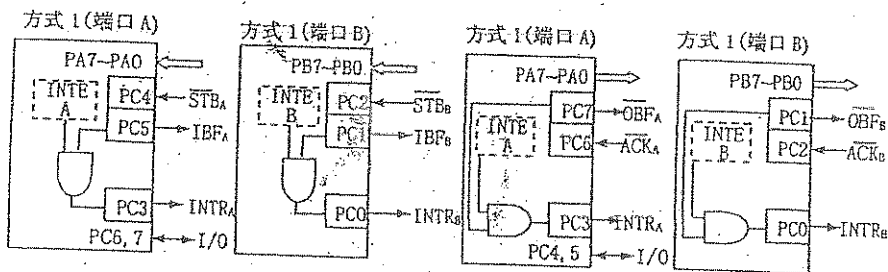 方式 1(端口 A)
PA7~PA0
INTE
A
PC4
STB̅A
PC5
IBFA
PC3
INTRA
PC6, 7
I/O
方式 1(端口 B)
PB7~PB0
INTE
B
PC2
STB̅B
PC1
IBFB
PC0
INTRB
方式 1(端口 A)
PA7~PA0
PC7
OBF̅A
INTE
A
PC6
ACK̅A
PC3
INTRA
PC4, 5
I/O
方式 1(端口 B)
PB7~PB0
PC1
OBF̅B
INTE
B
PC2
ACK̅B
PC0
INTRB